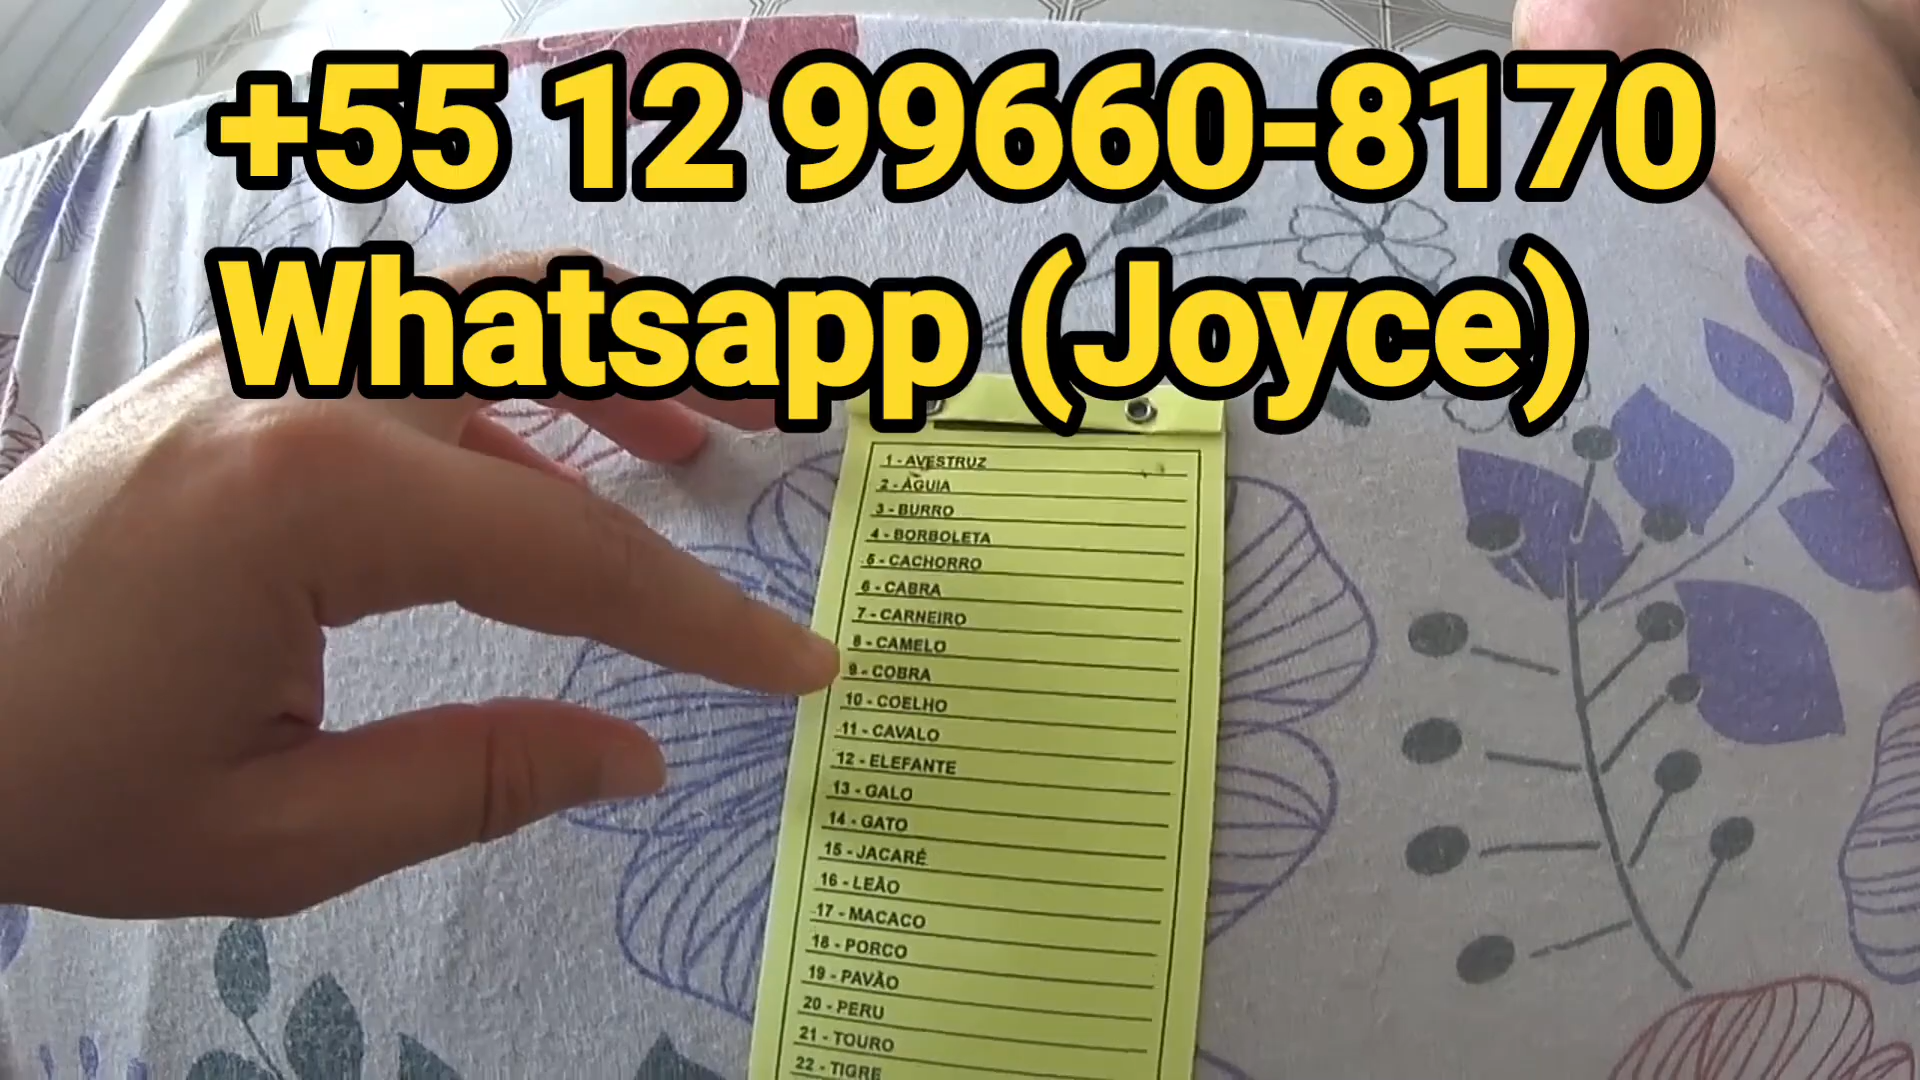 +55 12 99660-8170
Whatsapp (Joyce)
1 - AVESTRUZ
2 - ÁGUIA
3 - BURRO
4 - BORBOLETA
5 - CACHORRO
6 - CABRA
7 - CARNEIRO
8 - CAMELO
9 - COBRA
10 - COELHO
11 - CAVALO
12 - ELEFANTE
13 - GALO
14 - GATO
15 - JACARÉ
16 - LEÃO
17 - MACACO
18 - PORCO
19 - PAVÃO
20 - PERU
21 - TOURO
22 - TIGRE